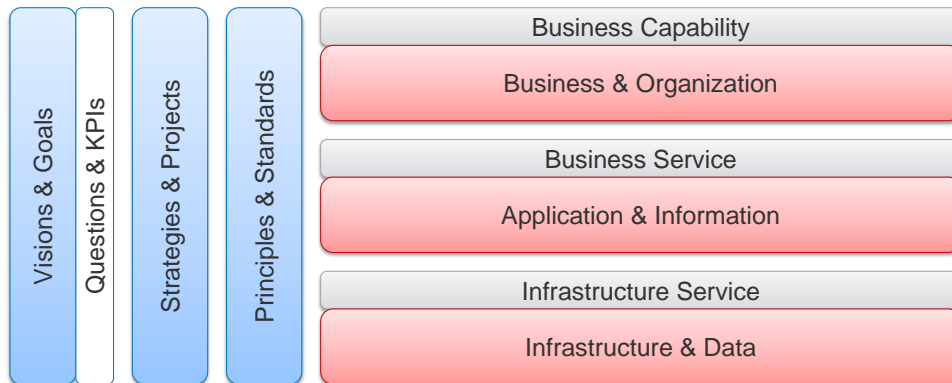 Visions & Goals
Questions & KPIs
Strategies & Projects
Principles & Standards
Business Capability
Business & Organization
Business Service
Application & Information
Infrastructure Service
Infrastructure & Data